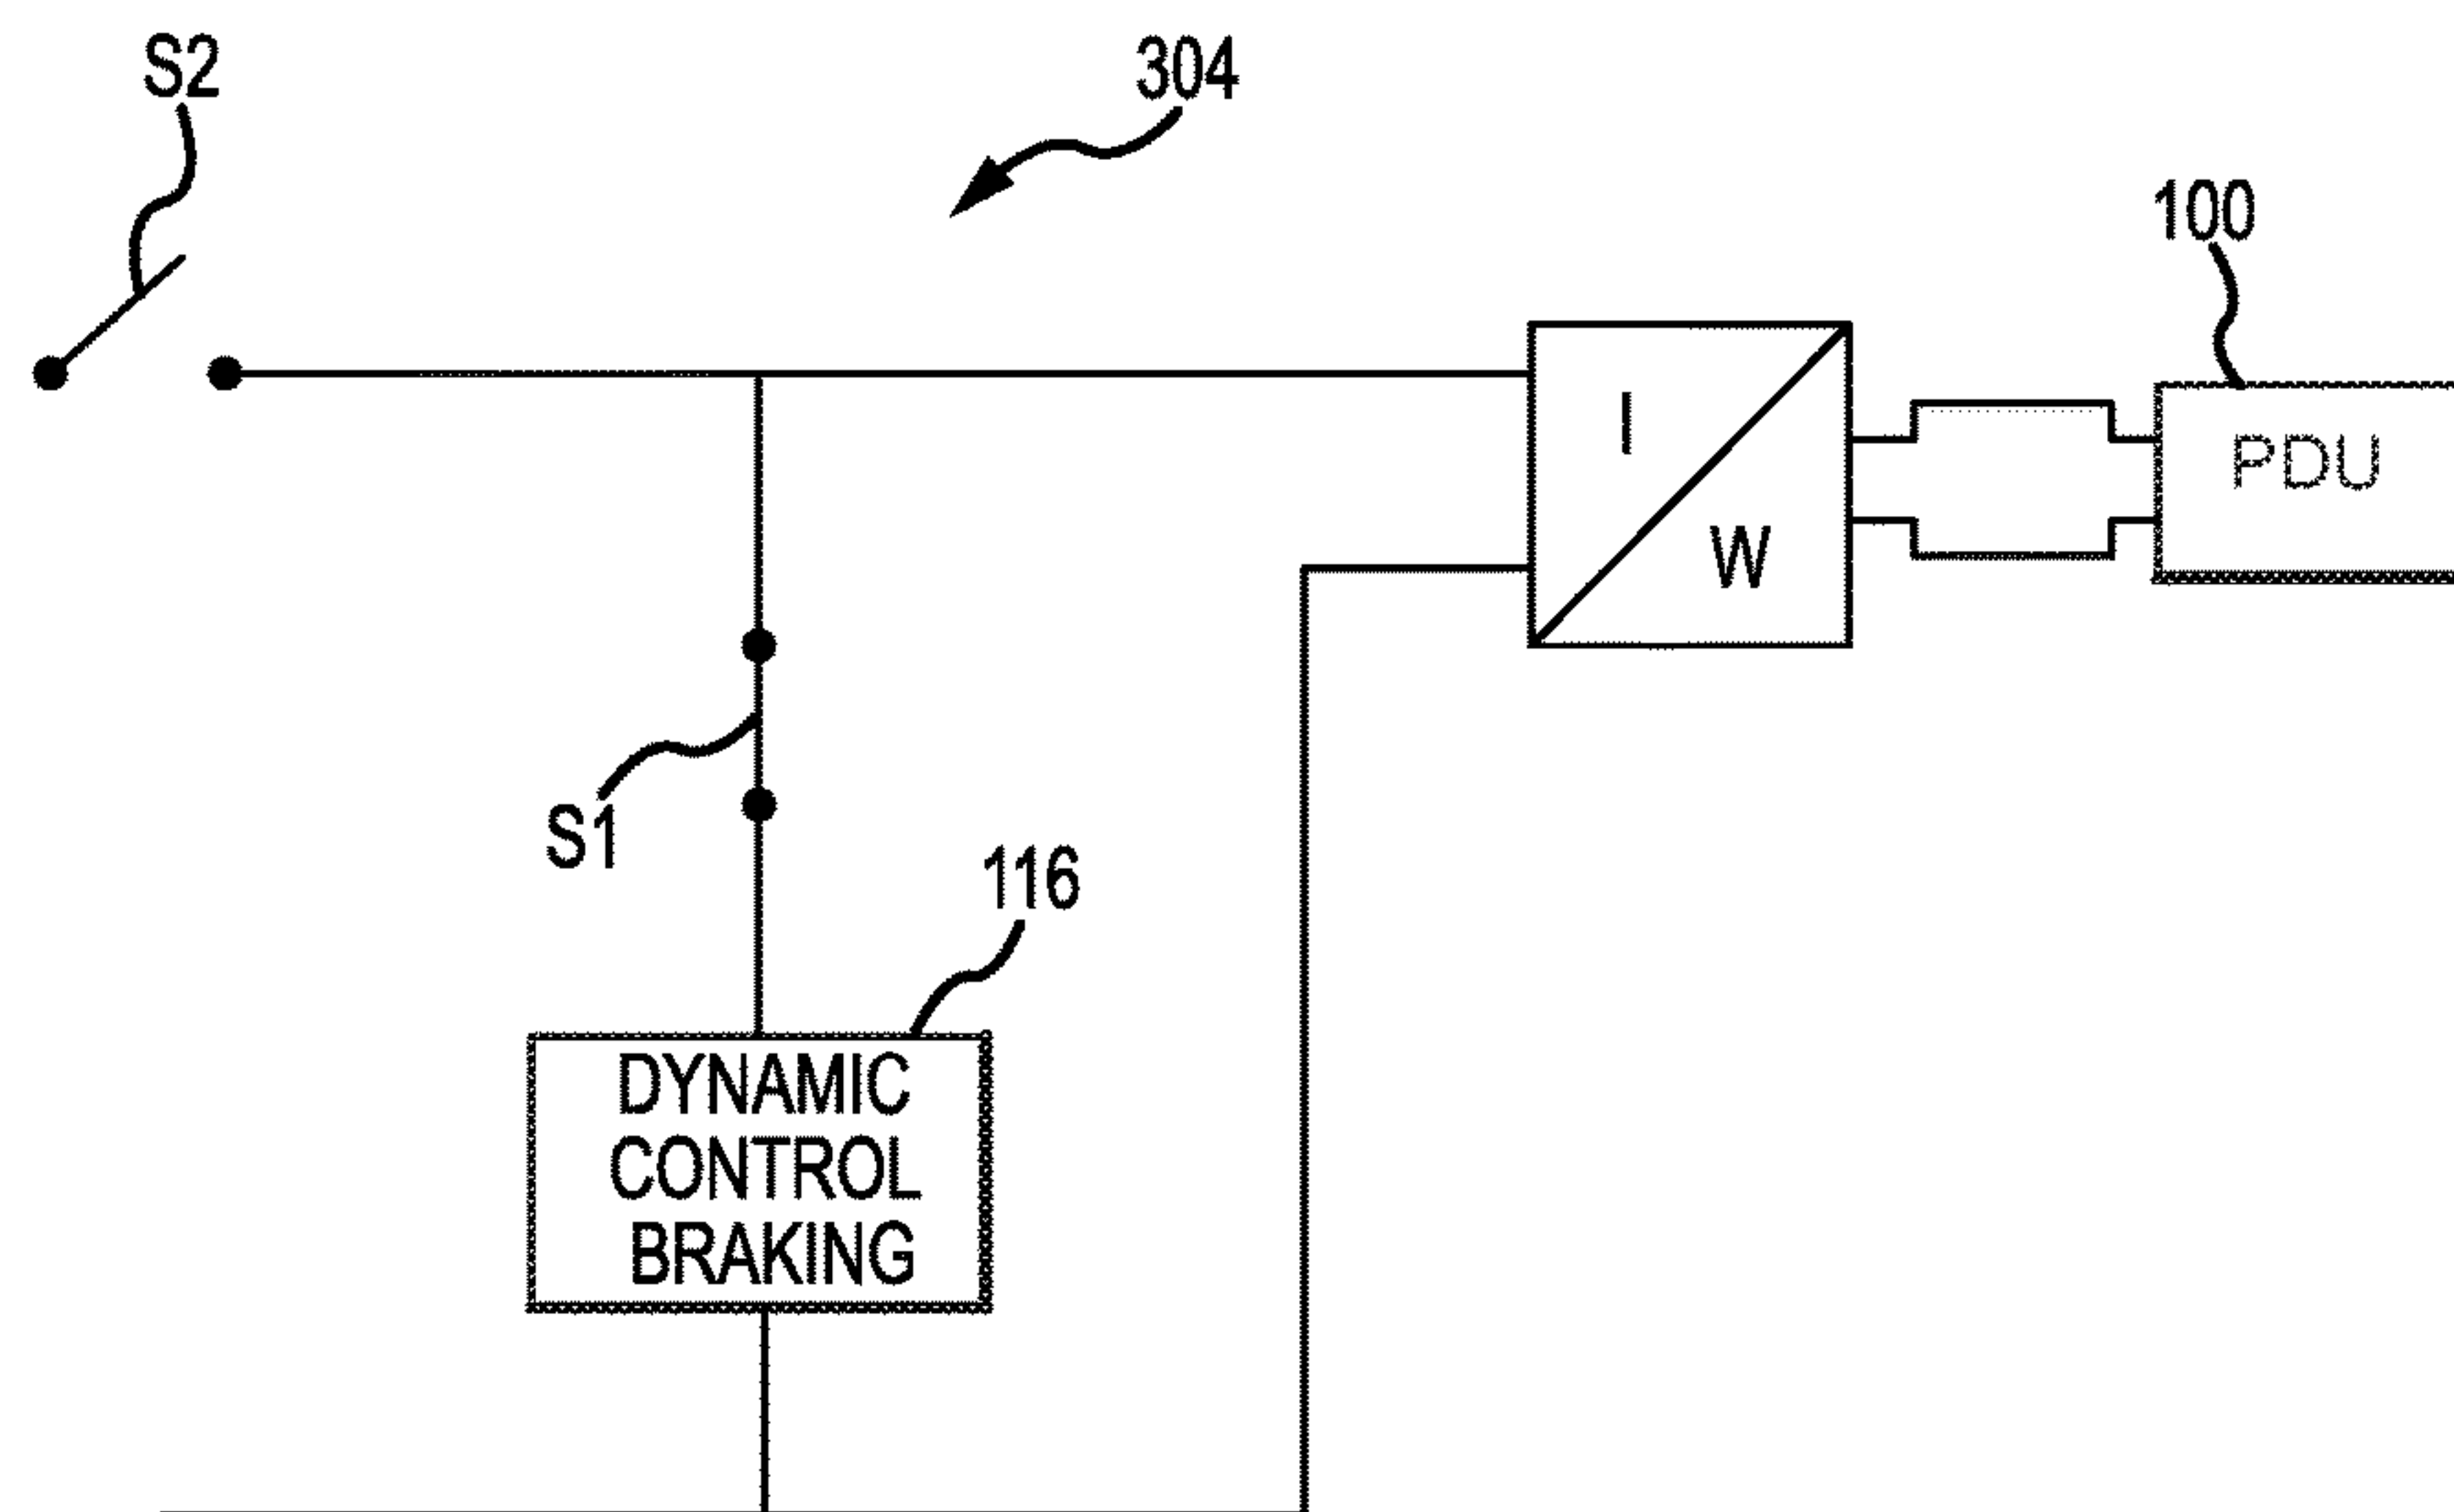 S2
304
100
I
PDU
W
S1
116
DYNAMIC
CONTROL
BRAKING